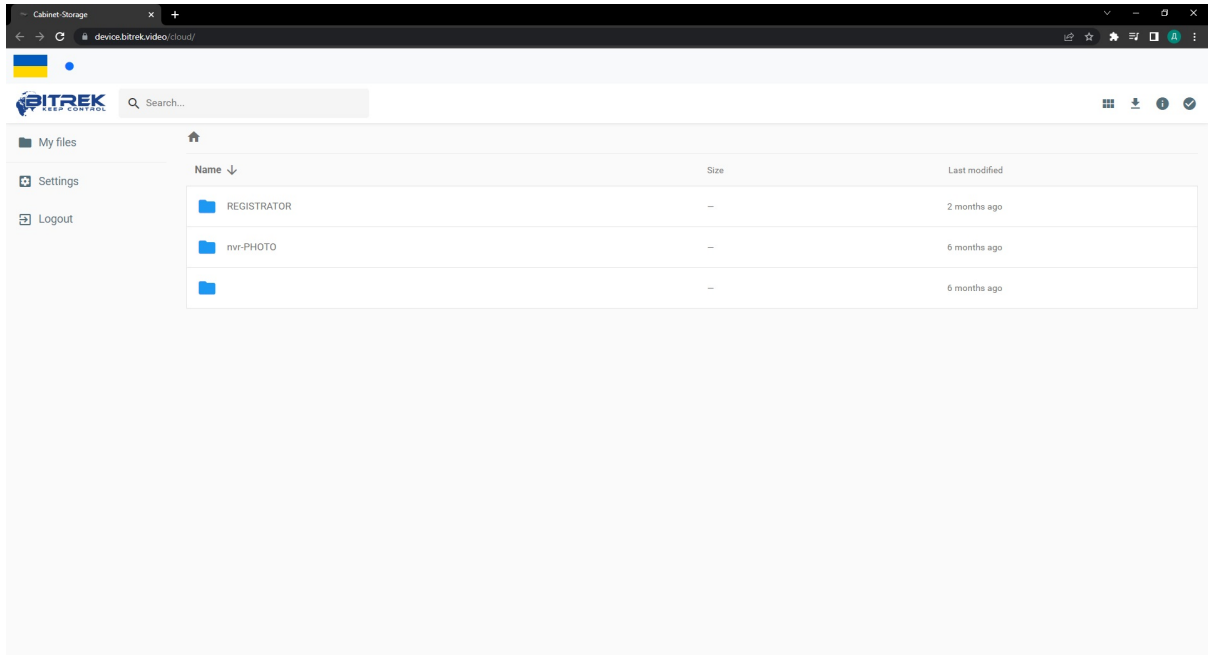 Cabinet-Storage
device.bitrek.video/cloud/
Д
BITREK
KEEP CONTROL
Search...
My files
Settings
Logout
Name Size Last modified
REGISTRATOR — 2 months ago
nvr-PHOTO — 6 months ago
— 6 months ago